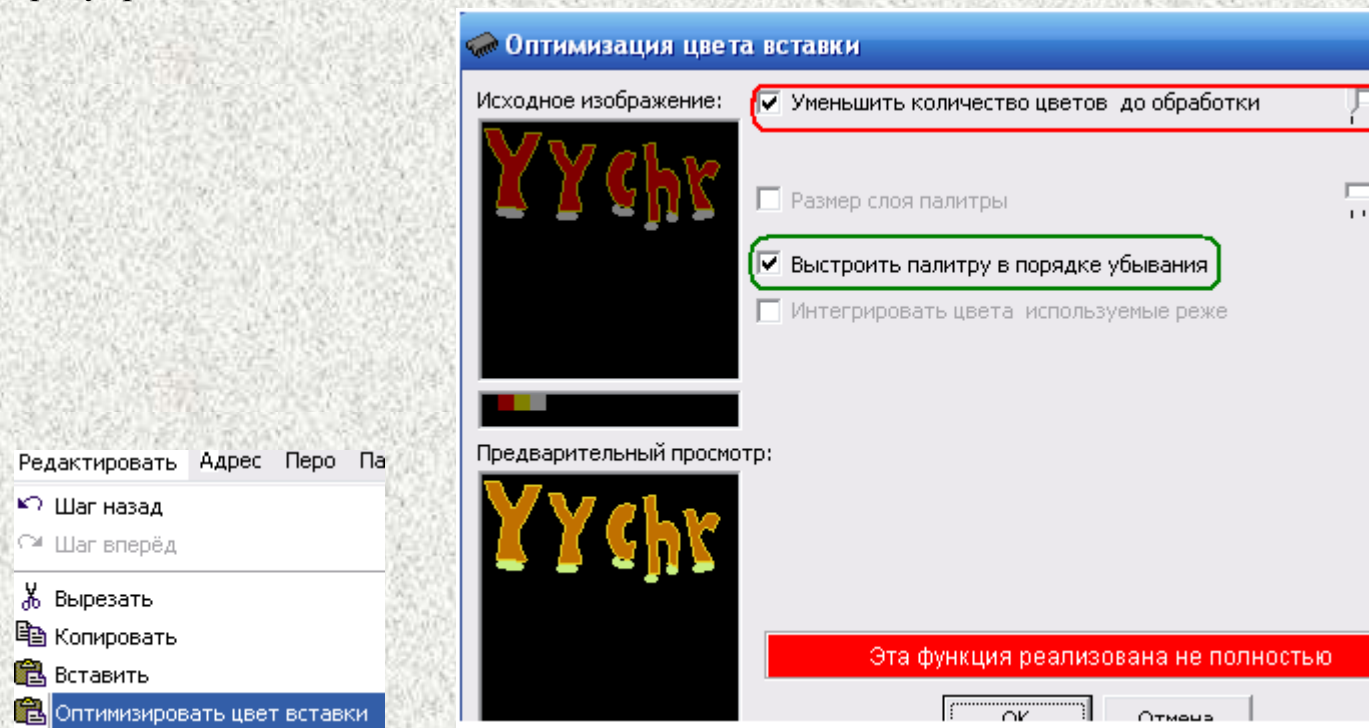 Оптимизация цвета вставки
Исходное изображение:
Уменьшить количество цветов до обработки
YYchr
Размер слоя палитры
Выстроить палитру в порядке убывания
Интегрировать цвета используемые реже
Предварительный просмотр:
YYchr
Эта функция реализована не полностью
OK
Отмена
Редактировать Адрес Перо Па
Шаг назад
Шаг вперёд
Вырезать
Копировать
Вставить
Оптимизировать цвет вставки